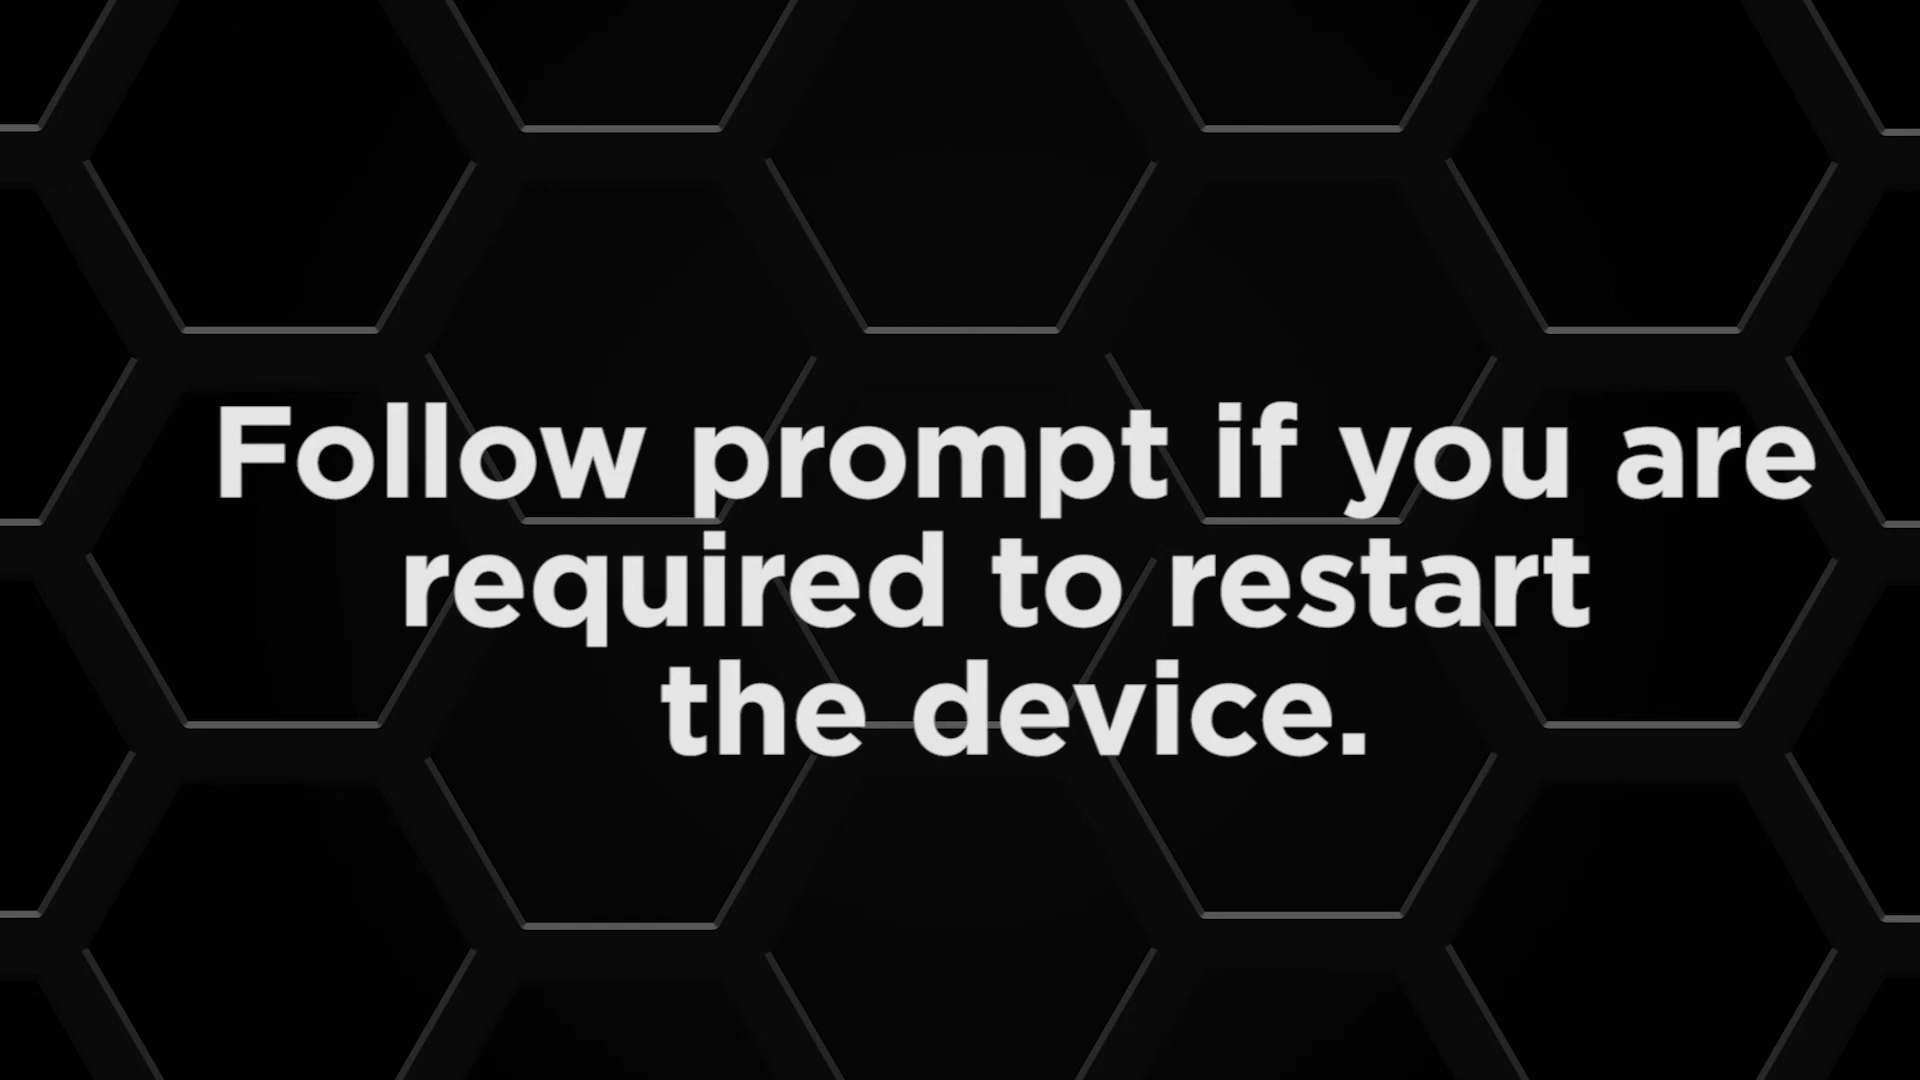 Follow prompt if you are
required to restart
the device.